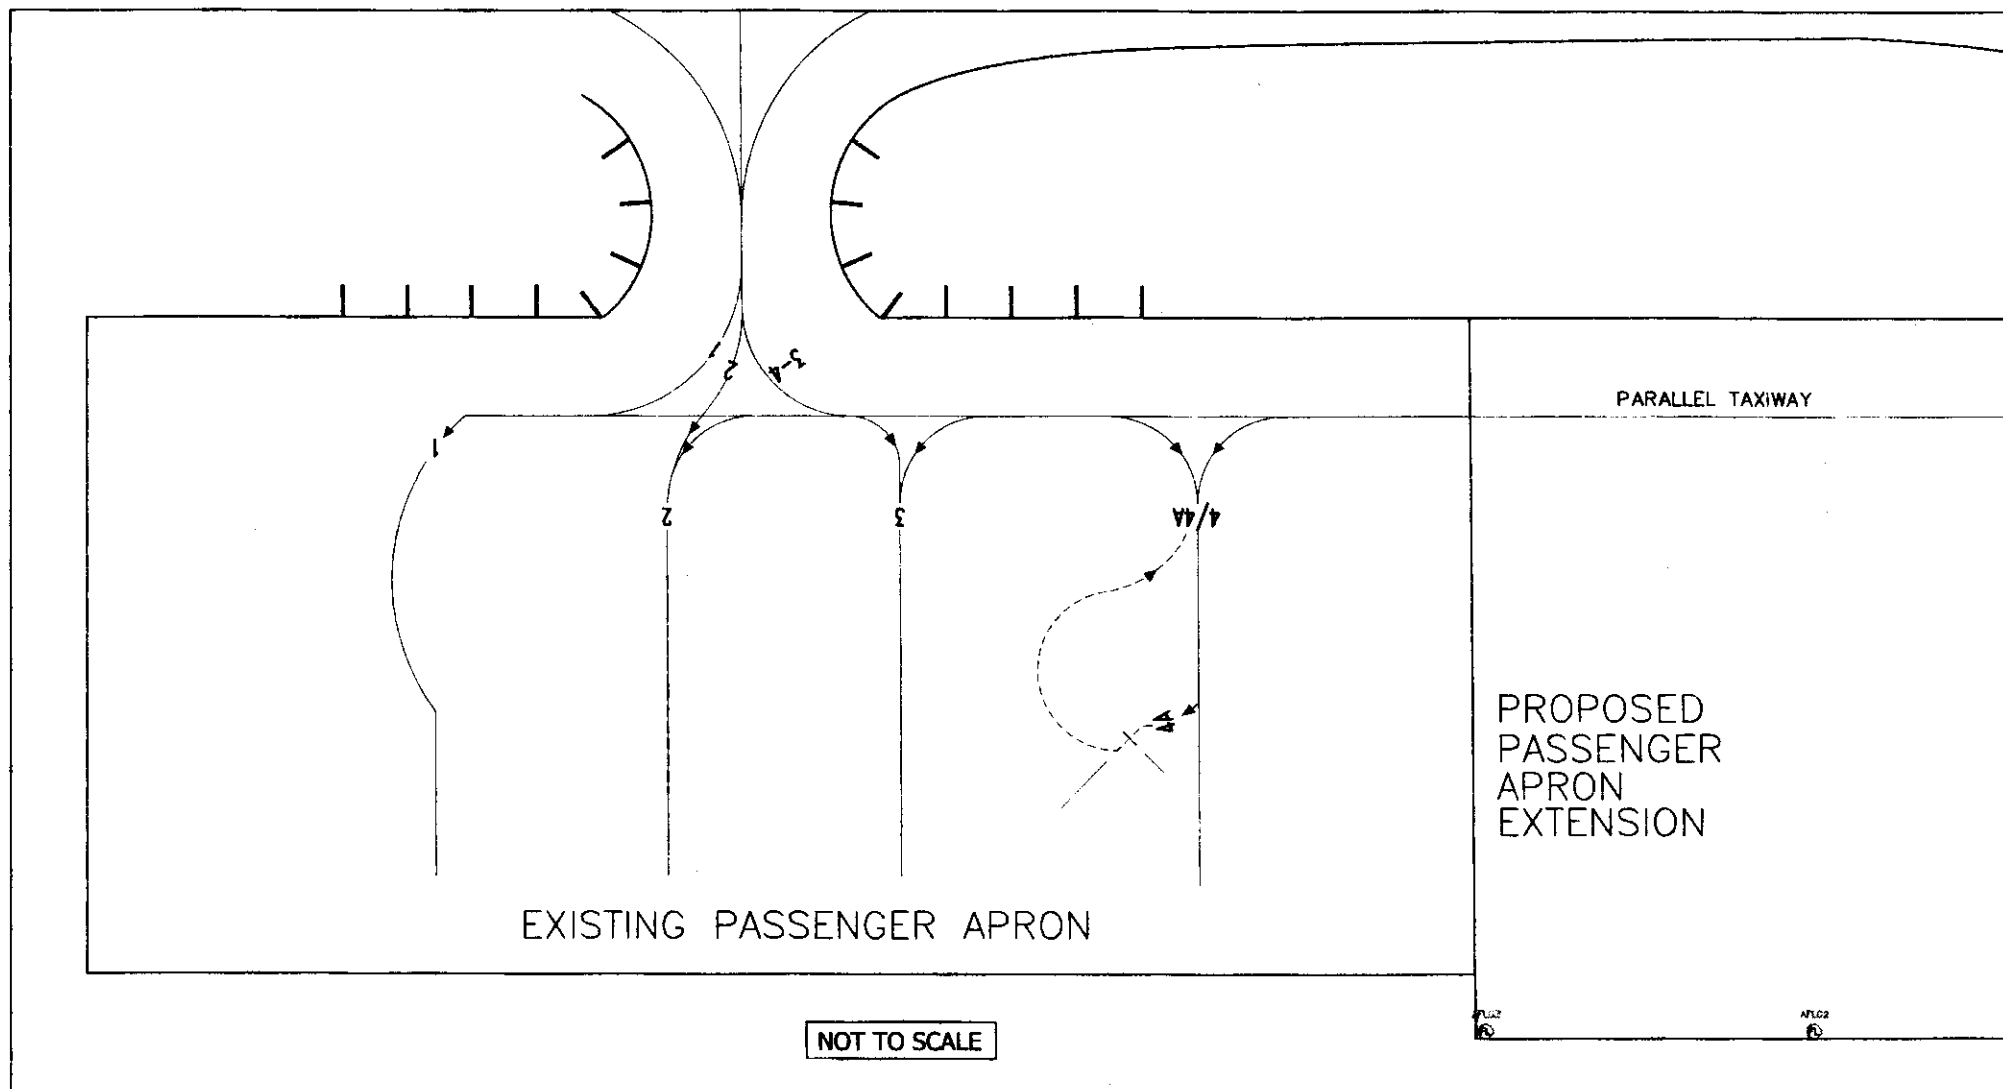 1
2
3-4
PARALLEL TAXIWAY
1
2
3
4A/4
4A
PROPOSED
PASSENGER
APRON
EXTENSION
EXISTING PASSENGER APRON
APLG2
NOT TO SCALE